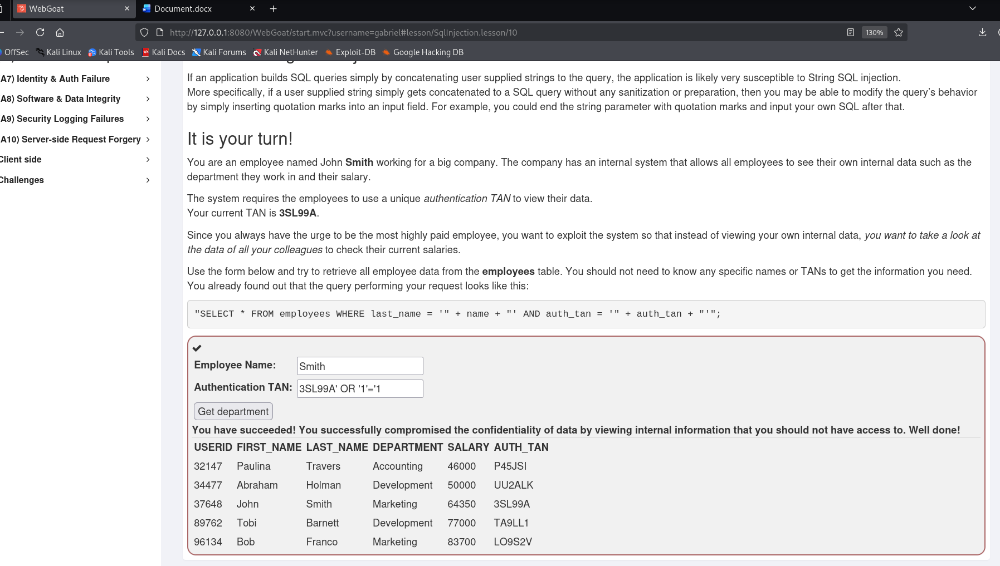 WebGoat
Document.docx
http://127.0.0.1:8080/WebGoat/start.mvc?username=gabriel#lesson/SqlInjection.lesson/10
130%
OffSec
Kali Linux
Kali Tools
Kali Docs
Kali Forums
Kali NetHunter
Exploit-DB
Google Hacking DB
A7) Identity & Auth Failure
A8) Software & Data Integrity
A9) Security Logging Failures
A10) Server-side Request Forgery
Client side
Challenges
If an application builds SQL queries simply by concatenating user supplied strings to the query, the application is likely very susceptible to String SQL injection.
More specifically, if a user supplied string simply gets concatenated to a SQL query without any sanitization or preparation, then you may be able to modify the query's behavior
by simply inserting quotation marks into an input field. For example, you could end the string parameter with quotation marks and input your own SQL after that.
It is your turn!
You are an employee named John Smith working for a big company. The company has an internal system that allows all employees to see their own internal data such as the
department they work in and their salary.
The system requires the employees to use a unique authentication TAN to view their data.
Your current TAN is 3SL99A.
Since you always have the urge to be the most highly paid employee, you want to exploit the system so that instead of viewing your own internal data, you want to take a look at
the data of all your colleagues to check their current salaries.
Use the form below and try to retrieve all employee data from the employees table. You should not need to know any specific names or TANs to get the information you need.
You already found out that the query performing your request looks like this:
"SELECT * FROM employees WHERE last_name = '" + name + "' AND auth_tan = '" + auth_tan + "'";
Employee Name: Smith
Authentication TAN: 3SL99A' OR '1'='1
Get department
You have succeeded! You successfully compromised the confidentiality of data by viewing internal information that you should not have access to. Well done!
USERID FIRST_NAME LAST_NAME DEPARTMENT SALARY AUTH_TAN
32147 Paulina Travers Accounting 46000 P45JSI
34477 Abraham Holman Development 50000 UU2ALK
37648 John Smith Marketing 64350 3SL99A
89762 Tobi Barnett Development 77000 TA9LL1
96134 Bob Franco Marketing 83700 LO9S2V